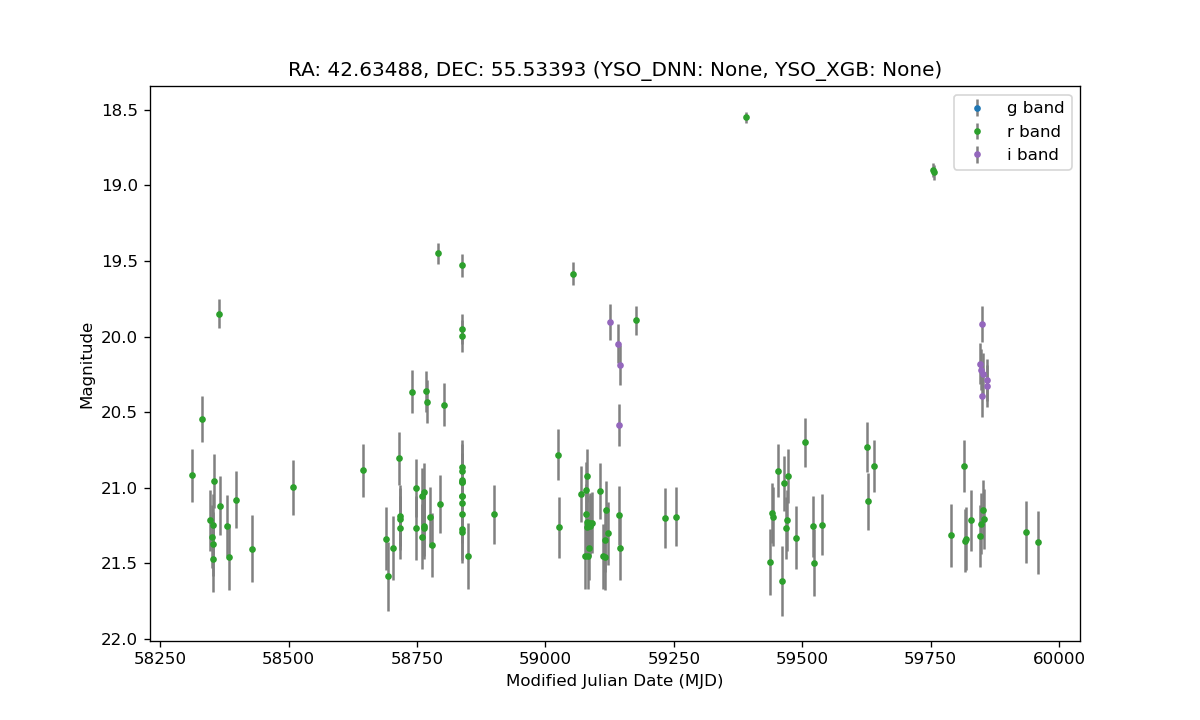 RA: 42.63488, DEC: 55.53393 (YSO_DNN: None, YSO_XGB: None)
g band
r band
i band
18.5
19.0
19.5
20.0
20.5
21.0
21.5
22.0
Magnitude
58250 58500 58750 59000 59250 59500 59750 60000
Modified Julian Date (MJD)